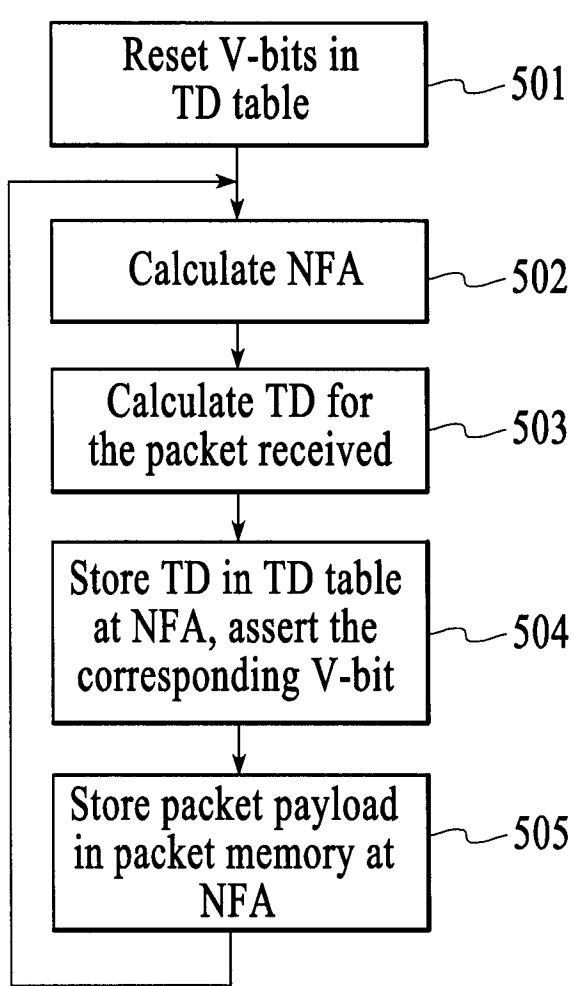 Reset V-bits in
TD table
501
Calculate NFA
502
Calculate TD for
the packet received
503
Store TD in TD table
at NFA, assert the
corresponding V-bit
504
Store packet payload
in packet memory at
NFA
505